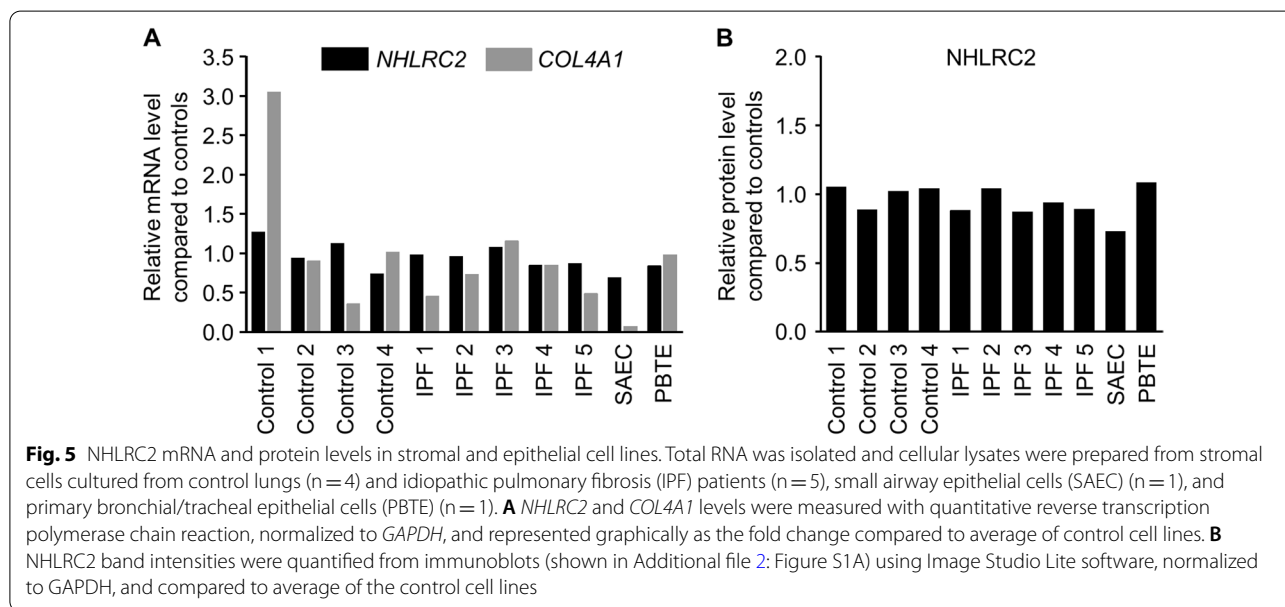 A
NHLRC2 COL4A1
Relative mRNA level
compared to controls
3.5
3.0
2.5
2.0
1.5
1.0
0.5
0.0
Control 1
Control 2
Control 3
Control 4
IPF 1
IPF 2
IPF 3
IPF 4
IPF 5
SAEC
PBTE
B
NHLRC2
Relative protein level
compared to controls
2.0
1.5
1.0
0.5
0.0
Control 1
Control 2
Control 3
Control 4
IPF 1
IPF 2
IPF 3
IPF 4
IPF 5
SAEC
PBTE
Fig. 5 NHLRC2 mRNA and protein levels in stromal and epithelial cell lines. Total RNA was isolated and cellular lysates were prepared from stromal
cells cultured from control lungs (n = 4) and idiopathic pulmonary fibrosis (IPF) patients (n = 5), small airway epithelial cells (SAEC) (n = 1), and
primary bronchial/tracheal epithelial cells (PBTE) (n = 1). A NHLRC2 and COL4A1 levels were measured with quantitative reverse transcription
polymerase chain reaction, normalized to GAPDH, and represented graphically as the fold change compared to average of control cell lines. B
NHLRC2 band intensities were quantified from immunoblots (shown in Additional file 2: Figure S1A) using Image Studio Lite software, normalized
to GAPDH, and compared to average of the control cell lines